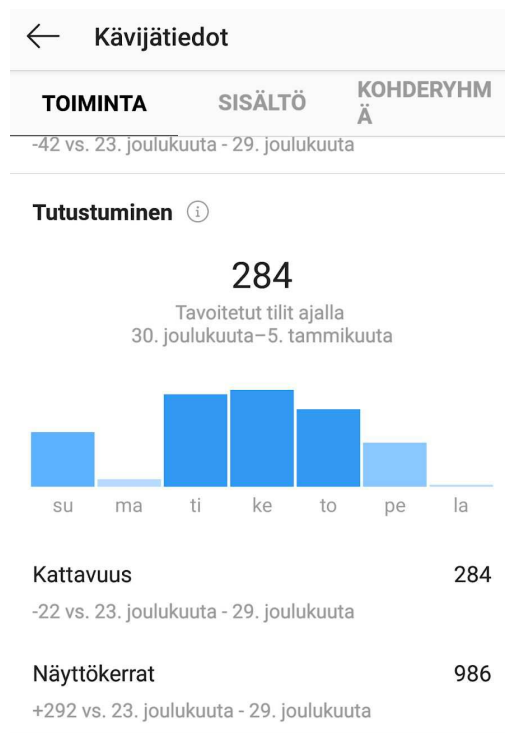 Kävijätiedot
TOIMINTA SISÄLTÖ KOHDERYHM
Ä
-42 vs. 23. joulukuuta - 29. joulukuuta
Tutustuminen
284
Tavoitetut tilit ajalla
30. joulukuuta–5. tammikuuta
su ma ti ke to pe la
Kattavuus 284
-22 vs. 23. joulukuuta - 29. joulukuuta
Näyttökerrat 986
+292 vs. 23. joulukuuta - 29. joulukuuta